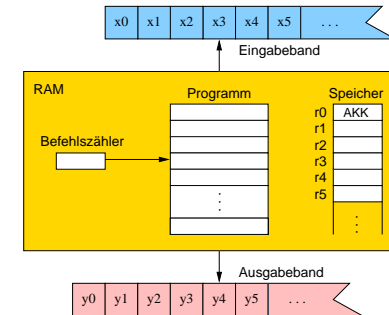 x0 x1 x2 x3 x4 x5 . . .
Eingabeband
RAM
Programm
Speicher
r0 AKK
r1
Befehlszähler
r2
r3
r4
r5
Ausgabeband
y0 y1 y2 y3 y4 y5 . . .